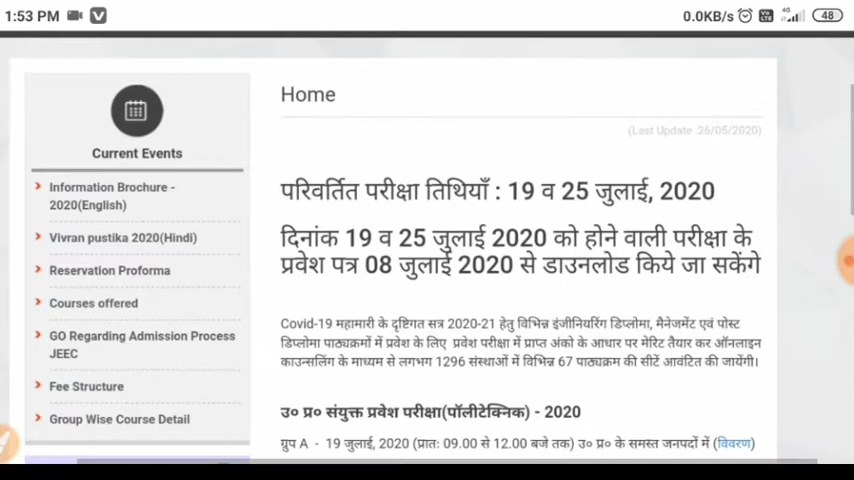 1:53 PM
0.0KB/s 4G 48
Current Events
Information Brochure -
2020(English)
Vivran pustika 2020(Hindi)
Reservation Proforma
Courses offered
GO Regarding Admission Process
JEEC
Fee Structure
Group Wise Course Detail
Home
(Last Update :26/05/2020)
परिवर्तित परीक्षा तिथियाँ : 19 व 25 जुलाई, 2020
दिनांक 19 व 25 जुलाई 2020 को होने वाली परीक्षा के
प्रवेश पत्र 08 जुलाई 2020 से डाउनलोड किये जा सकेंगे
Covid-19 महामारी के दृष्टिगत सत्र 2020-21 हेतु विभिन्न इंजीनियरिंग डिप्लोमा, मैनेजमेंट एवं पोस्ट
डिप्लोमा पाठ्यक्रमों में प्रवेश के लिए प्रवेश परीक्षा में प्राप्त अंको के आधार पर मेरिट तैयार कर ऑनलाइन
काउन्सलिंग के माध्यम से लगभग 1296 संस्थाओं में विभिन्न 67 पाठ्यक्रम की सीटें आवंटित की जायेंगी।
उ० प्र० संयुक्त प्रवेश परीक्षा(पॉलीटेक्निक) - 2020
ग्रुप A - 19 जुलाई, 2020 (प्रातः 09.00 से 12.00 बजे तक) उ० प्र० के समस्त जनपदों में (विवरण)